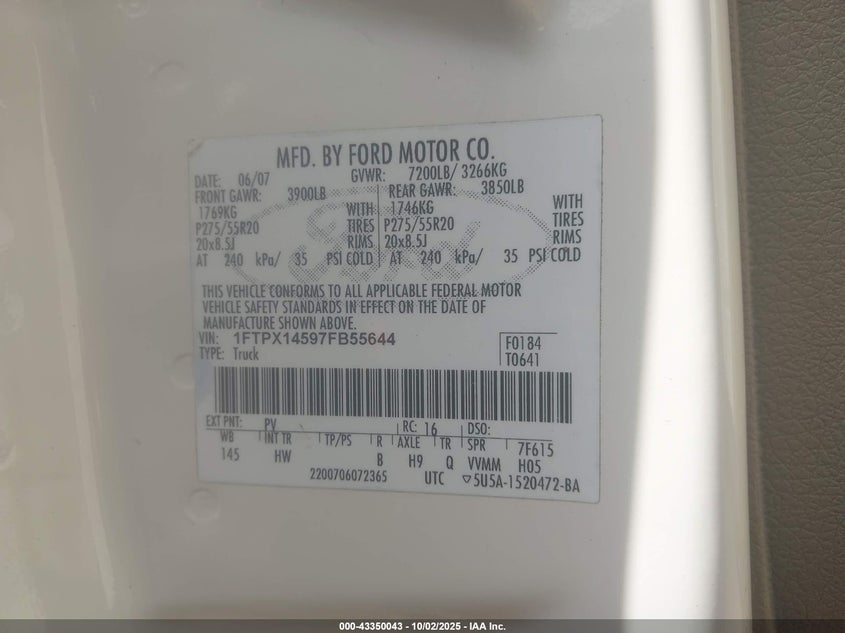 MFD. BY FORD MOTOR CO.
DATE: 06/07 GVWR: 7200LB/ 3266KG
FRONT GAWR: 3900LB REAR GAWR: 3850LB
1769KG WITH 1746KG WITH
P275/55R20 TIRES P275/55R20 TIRES
20x8.5J RIMS 20x8.5J RIMS
AT 240 kPa/ 35 PSI COLD AT 240 kPa/ 35 PSI COLD
Ford
THIS VEHICLE CONFORMS TO ALL APPLICABLE FEDERAL MOTOR
VEHICLE SAFETY STANDARDS IN EFFECT ON THE DATE OF
MANUFACTURE SHOWN ABOVE.
VIN: 1FTPX14597FB55644 F0184
TYPE: Truck T0641
EXT PNT: PV RC: 16 DSO:
WB INT TR TP/PS R AXLE TR SPR 7F615
145 HW B H9 Q VVMM H05
2200706072365 UTC ▽5U5A-1520472-BA
000-43350043 - 10/02/2025 - IAA Inc.